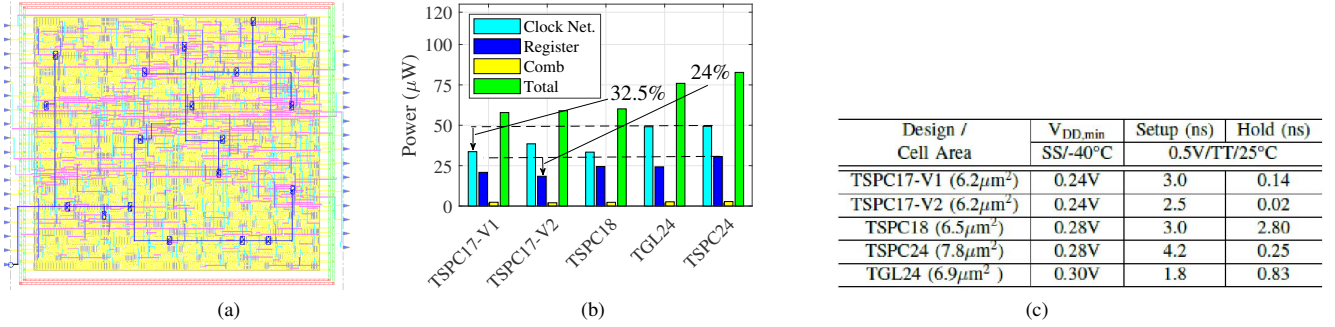 120
100
75
50
25
0
Power (μW)
Clock Net.
Register
Comb
Total
32.5%
24%
TSPC17-V1
TSPC17-V2
TSPC18
TGL24
TSPC24
Design / V_DD,min Setup (ns) Hold (ns)
Cell Area SS/-40°C 0.5V/TT/25°C
TSPC17-V1 (6.2μm²) 0.24V 3.0 0.14
TSPC17-V2 (6.2μm²) 0.24V 2.5 0.02
TSPC18 (6.5μm²) 0.28V 3.0 2.80
TSPC24 (7.8μm²) 0.28V 4.2 0.25
TGL24 (6.9μm² ) 0.30V 1.8 0.83
(a) (b) (c)